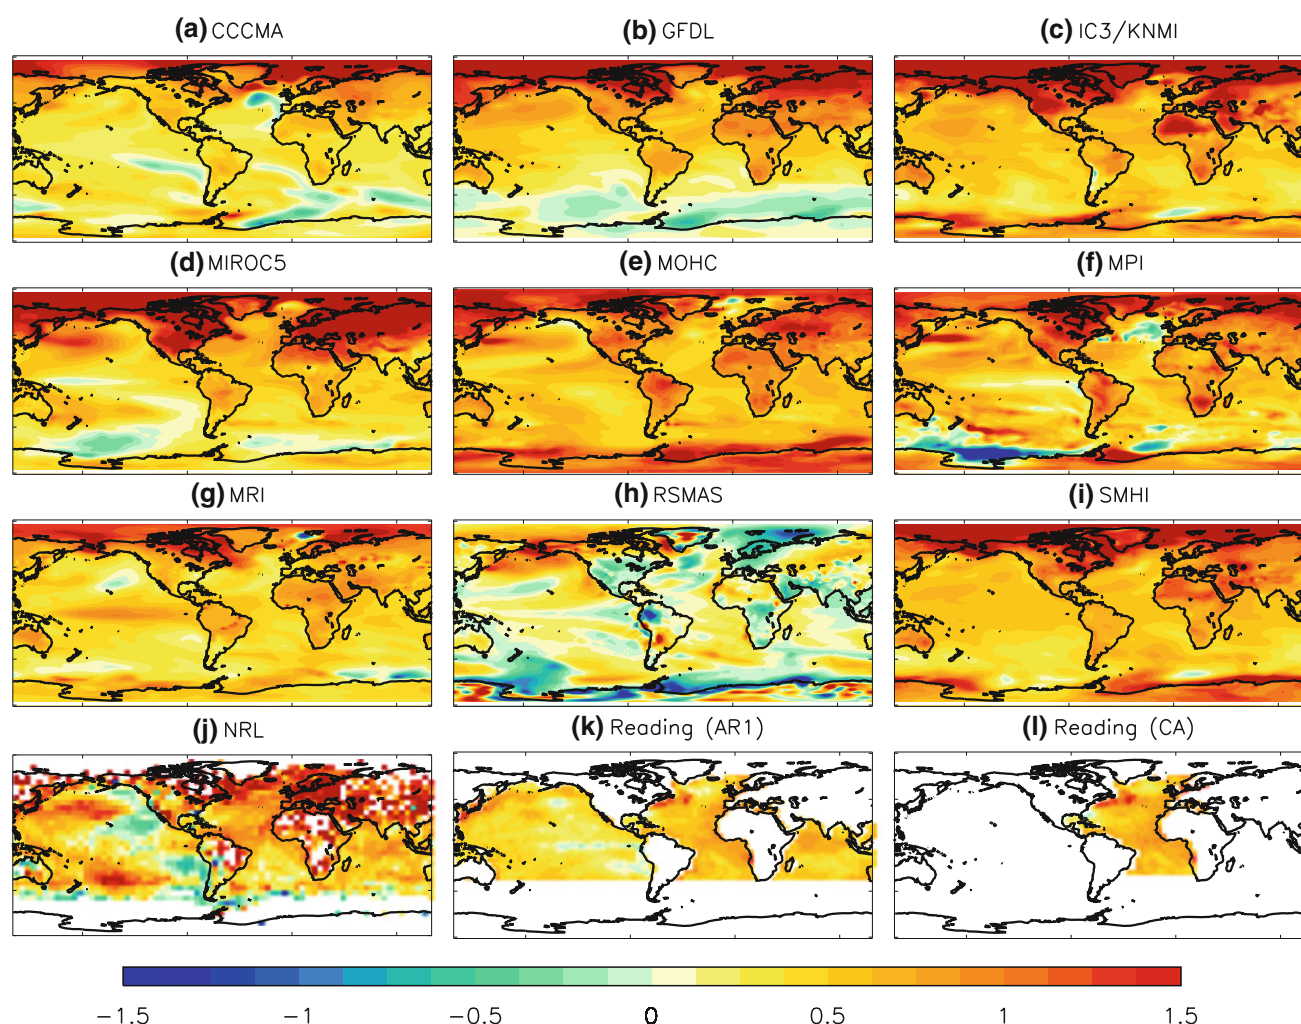 (a) CCCMA
(b) GFDL
(c) IC3/KNMI
(d) MIROC5
(e) MOHC
(f) MPI
(g) MRI
(h) RSMAS
(i) SMHI
(j) NRL
(k) Reading (AR1)
(l) Reading (CA)
−1.5 −1 −0.5 0 0.5 1 1.5